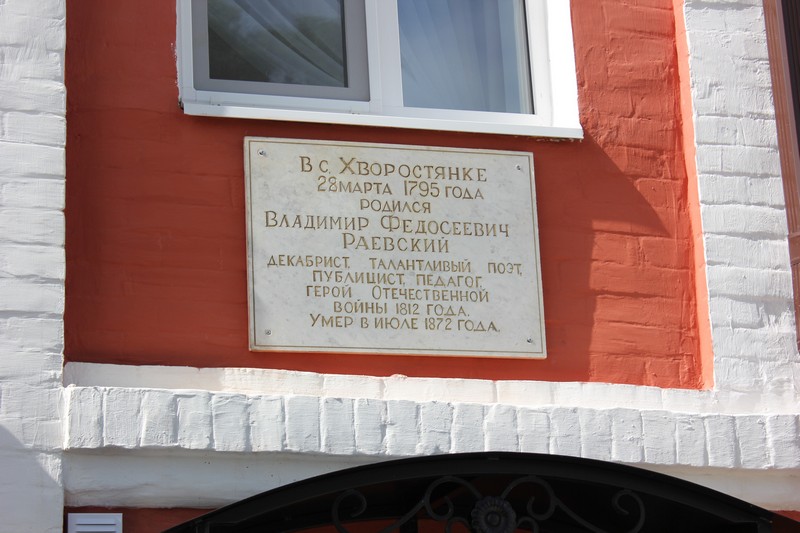 В с. Хворостянке
28 марта 1795 года
родился
Владимир Федосеевич
Раевский
декабрист, талантливый поэт,
публицист, педагог,
герой Отечественной
войны 1812 года.
Умер в июле 1872 года.